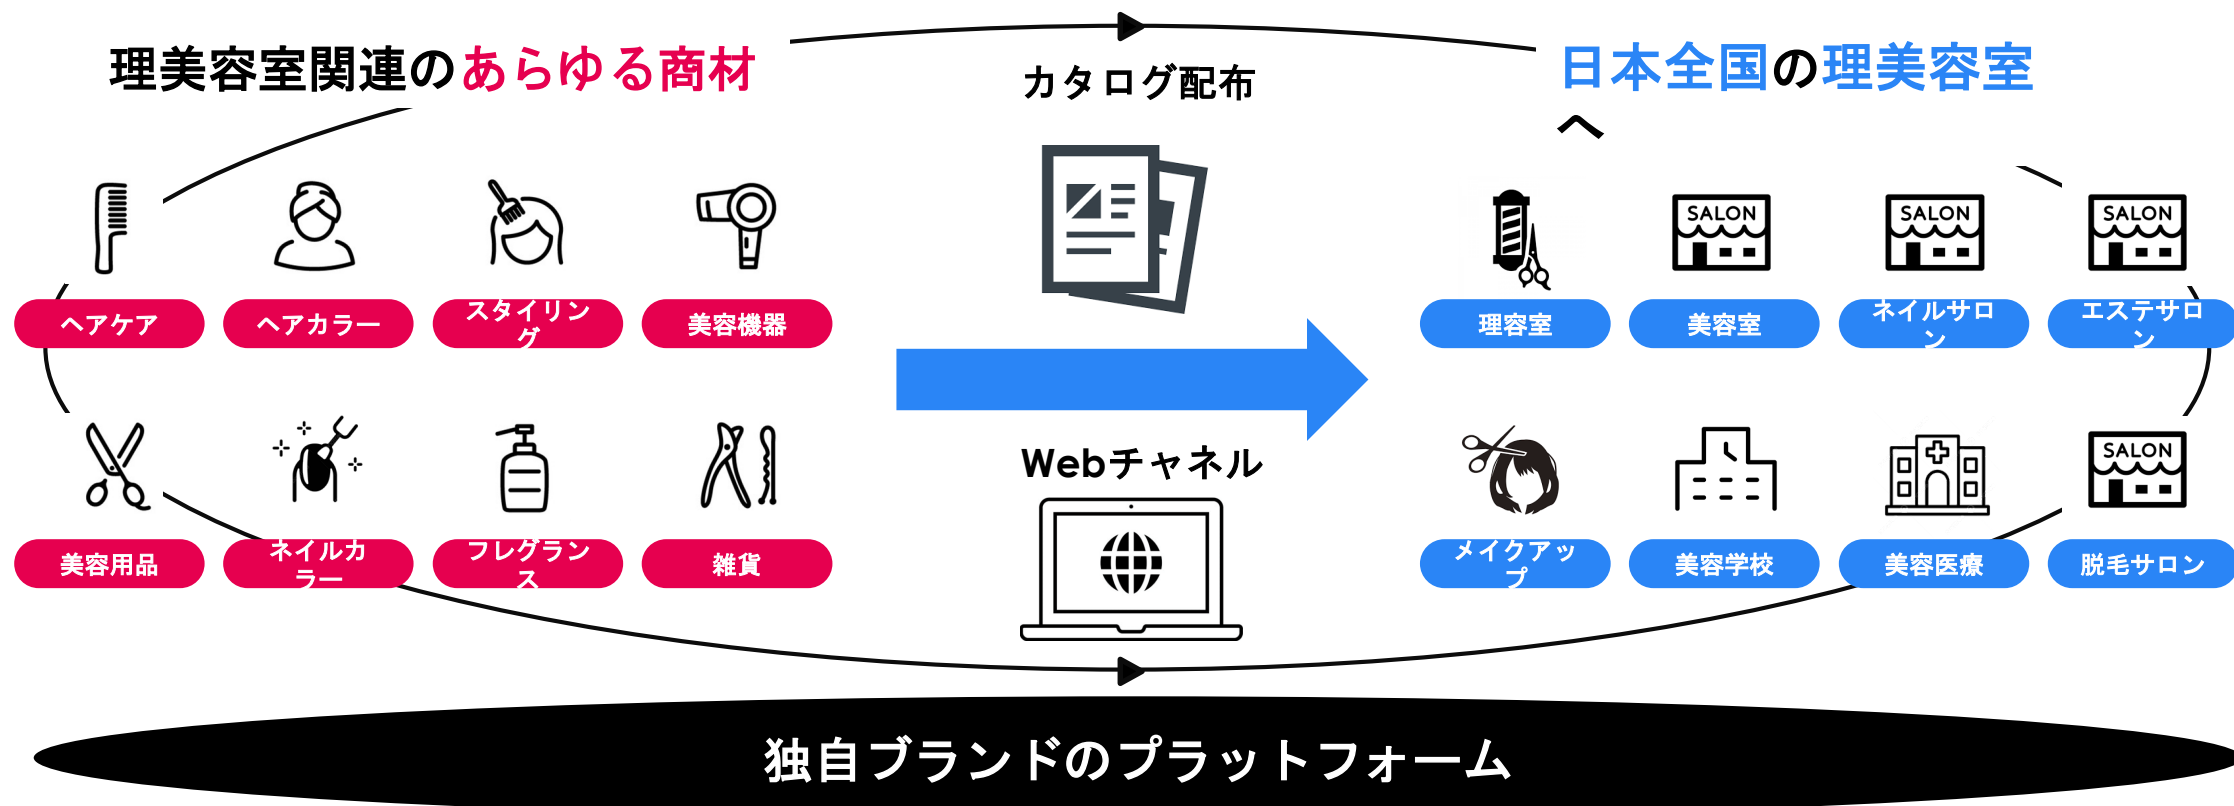 理美容室関連のあらゆる商材
カタログ配布
日本全国の理美容室
へ
SALON
SALON
SALON
ヘアケア
ヘアカラー
スタイリン
グ
美容機器
理容室
美容室
ネイルサロ
ン
エステサロ
ン
Webチャネル
SALON
美容用品
ネイルカ
ラー
フレグラン
ス
雑貨
メイクアッ
プ
美容学校
美容医療
脱毛サロン
独自ブランドのプラットフォーム